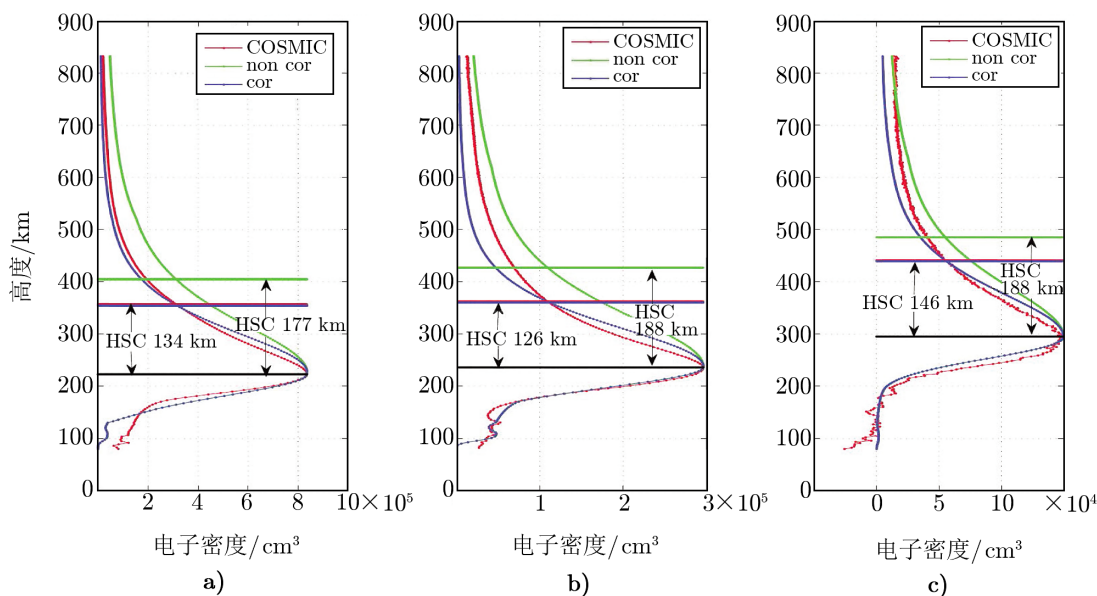 900
800
700
600
500
400
300
200
100
0
高度/km
COSMIC
non cor
cor
HSC 177 km
HSC 134 km
2
4
6
8
10×10⁵
电子密度/cm³
a)
900
800
700
600
500
400
300
200
100
0
COSMIC
non cor
cor
HSC
188 km
HSC 126 km
1
2
3×10⁵
电子密度/cm³
b)
900
800
700
600
500
400
300
200
100
0
COSMIC
non cor
cor
HSC
188 km
HSC 146 km
0
5
10
×10⁴
电子密度/cm³
c)